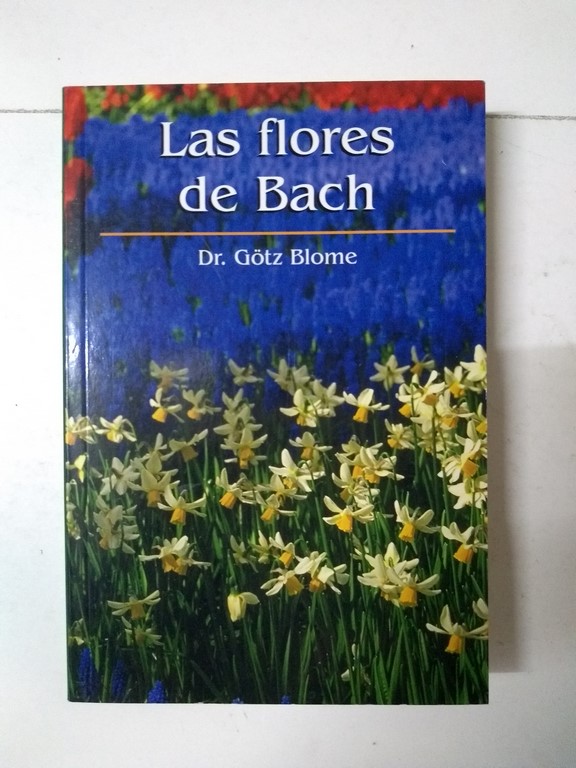 Las flores
de Bach
Dr. Götz Blome